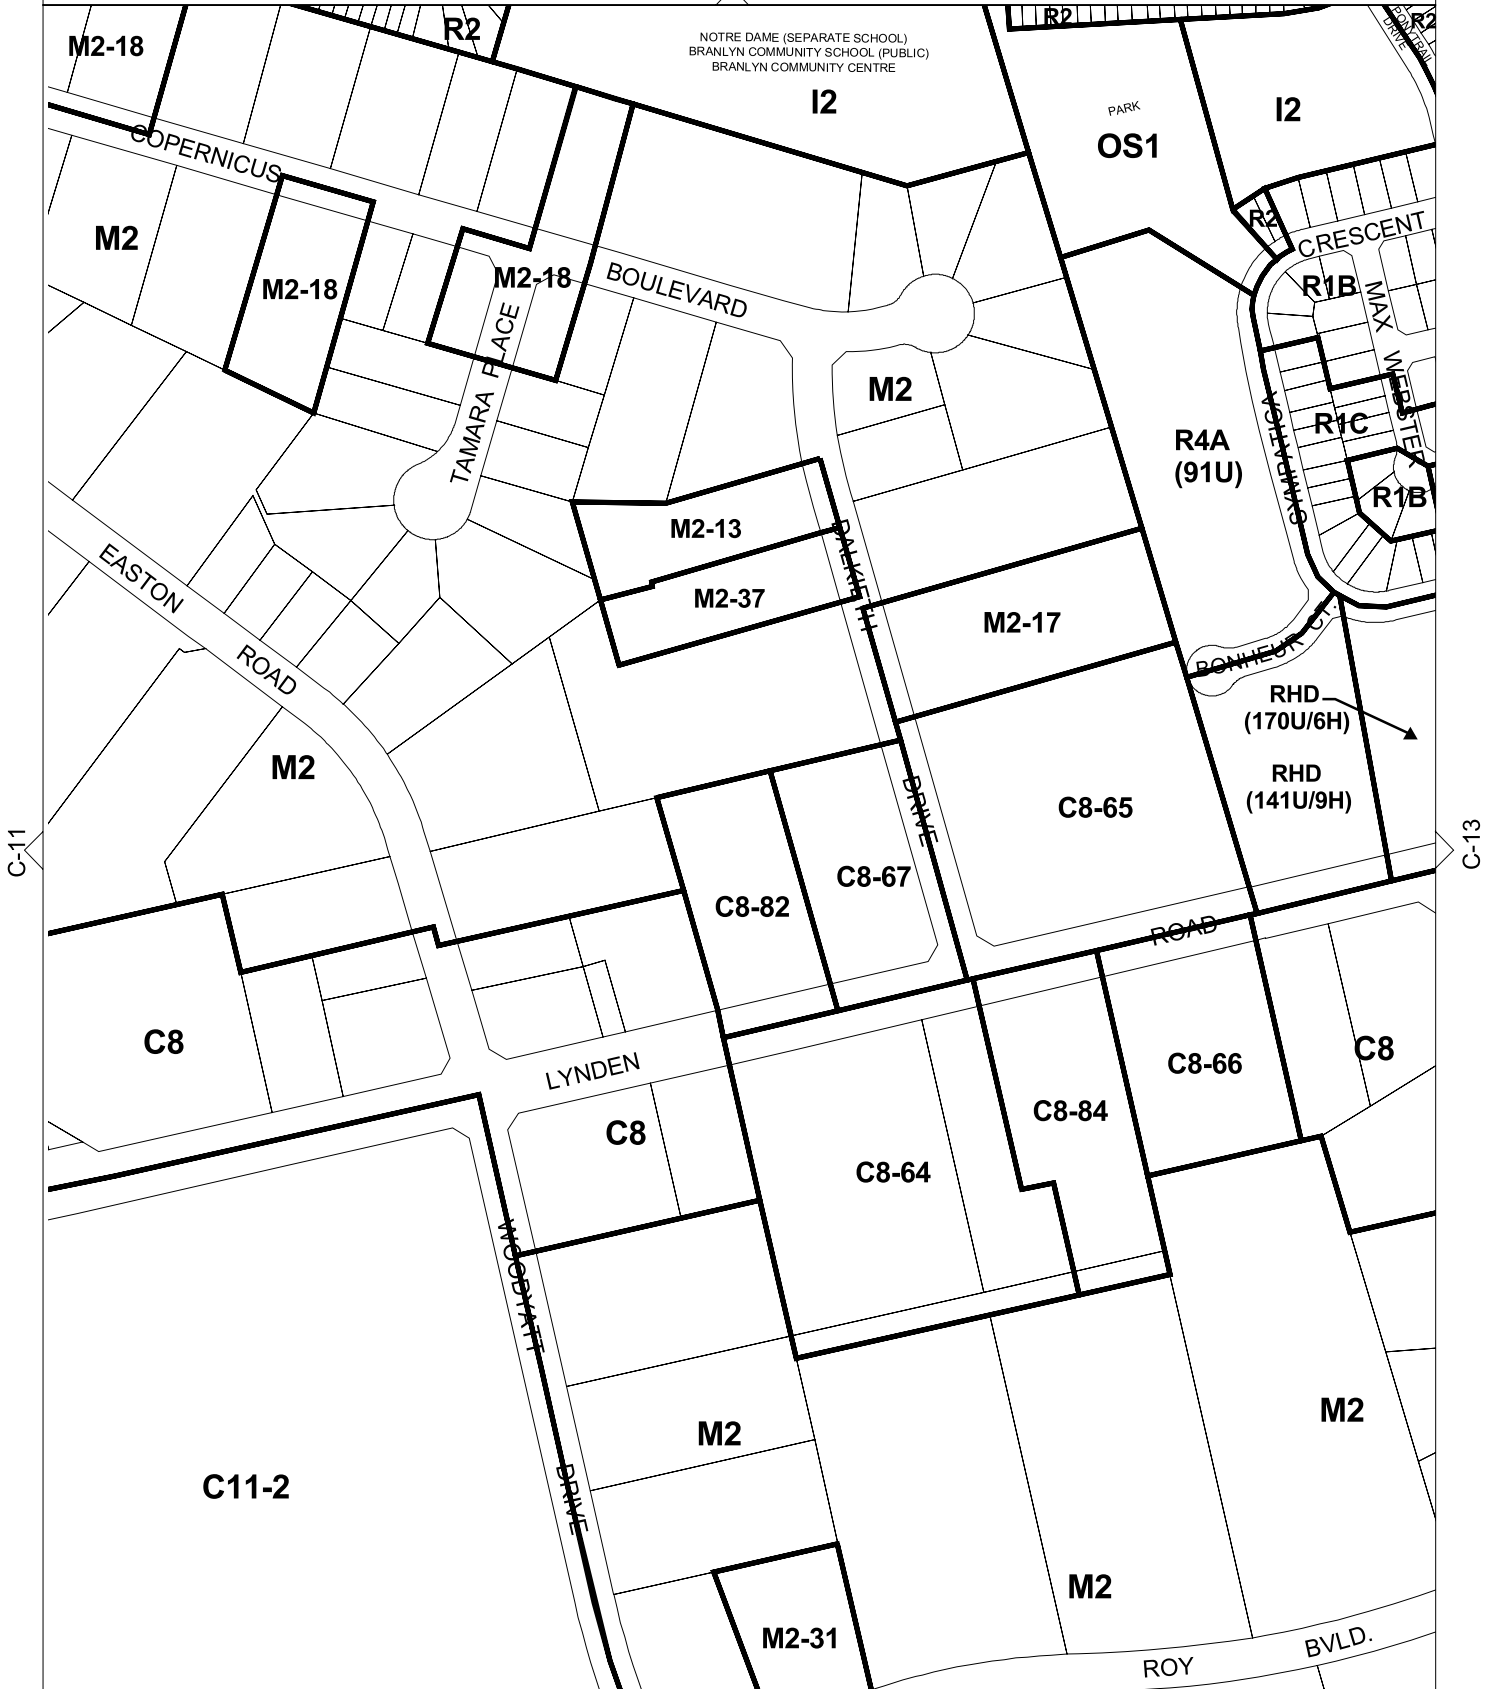 R2
R2
R2
M2-18
NOTRE DAME (SEPARATE SCHOOL)
BRANLYN COMMUNITY SCHOOL (PUBLIC)
BRANLYN COMMUNITY CENTRE
I2
PARK
OS1
I2
DRIVE
COPERNICUS
BOULEVARD
M2
M2-18
M2-18
R2
CRESCENT
R1B
MAX WEBSTER
TAMARA PLACE
M2
R4A
(91U)
R1C
R1B
M2-13
M2-37
DALKIETH
DRIVE
M2-17
EASTON
ROAD
BONHEUR CT.
RHD
(170U/6H)
RHD
(141U/9H)
M2
C8-65
C-11
C-13
C8-67
C8-82
ROAD
LYNDEN
C8
C8
C8-66
C8
C8-84
C8-64
WOODYATT
DRIVE
M2
M2
C11-2
M2
M2-31
ROY
BVLD.